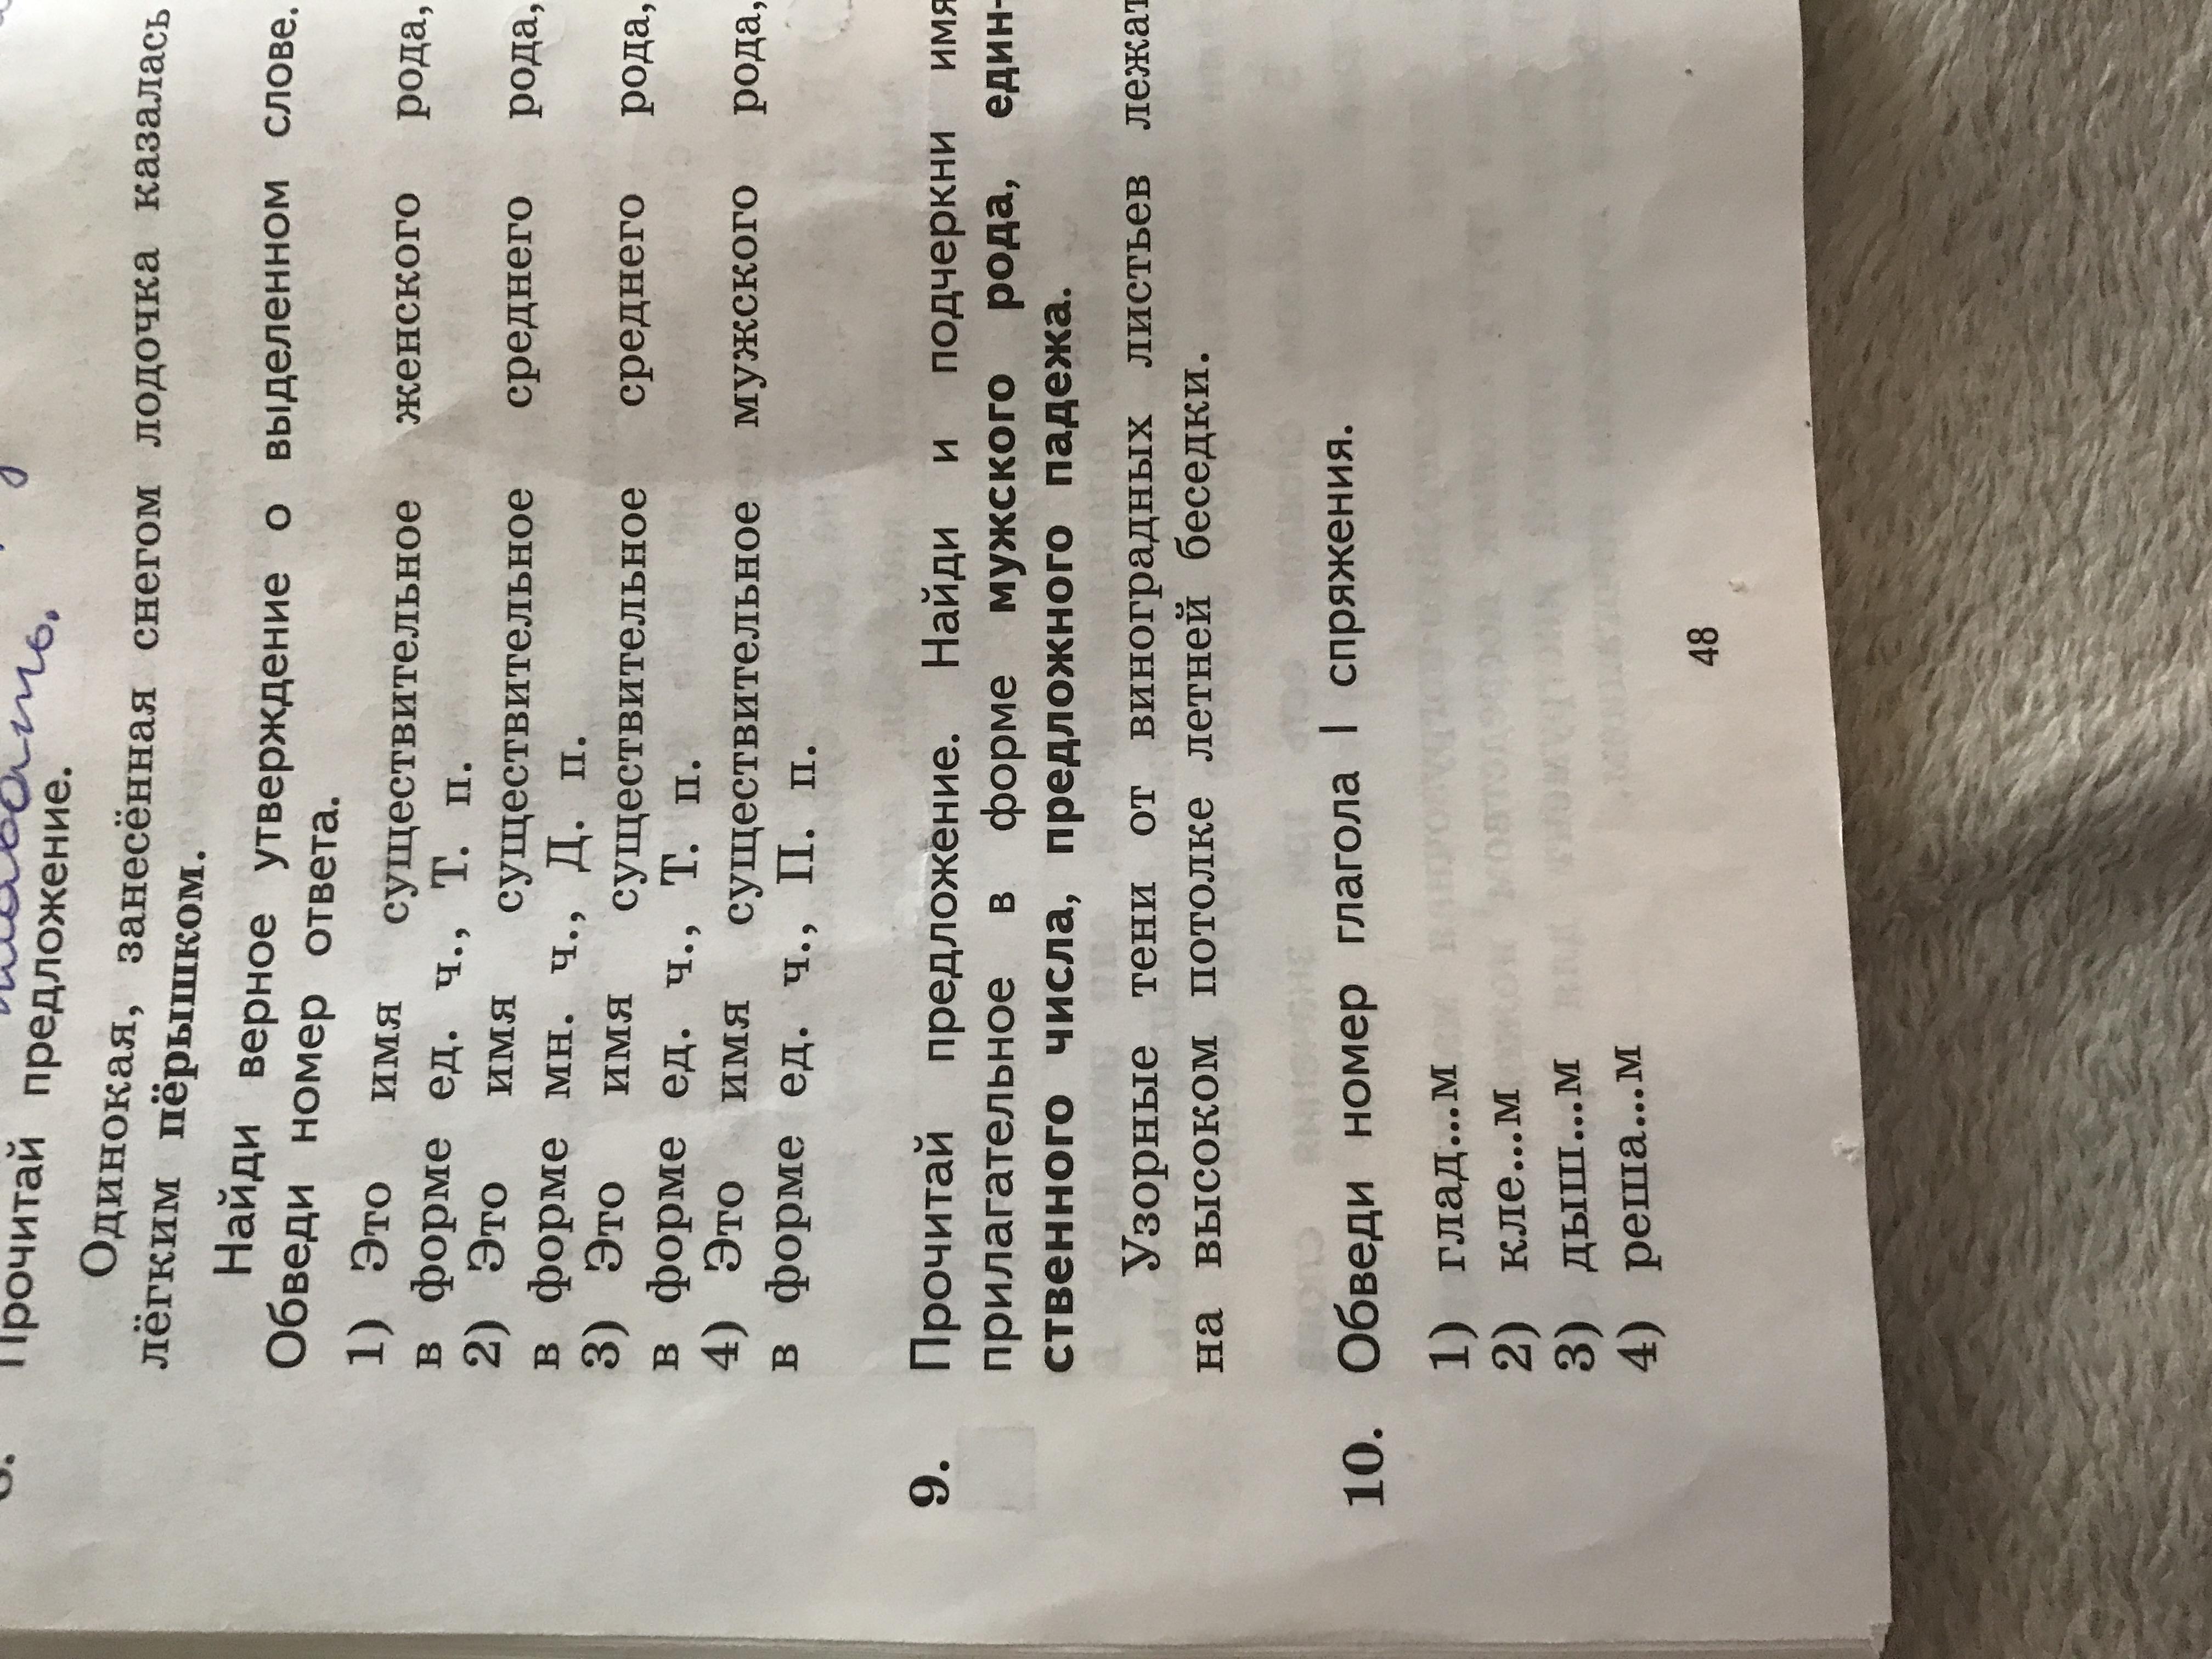 Прочитай предложение.
Одинокая, занесённая снегом лодочка казалась
лёгким пёрышком.
Найди верное утверждение о выделенном слове.
Обведи номер ответа.
1) Это имя существительное женского рода,
в форме ед. ч., Т. п.
2) Это имя существительное среднего рода,
в форме мн. ч., Д. п.
3) Это имя существительное среднего рода,
в форме ед. ч., Т. п.
4) Это имя существительное мужского рода,
в форме ед. ч., П. п.
9. Прочитай предложение. Найди и подчеркни имя
прилагательное в форме мужского рода, един-
ственного числа, предложного падежа.
Узорные тени от виноградных листьев лежат
на высоком потолке летней беседки.
10. Обведи номер глагола I спряжения.
1) глад...м
2) кле...м
3) дыш...м
4) реша...м
48